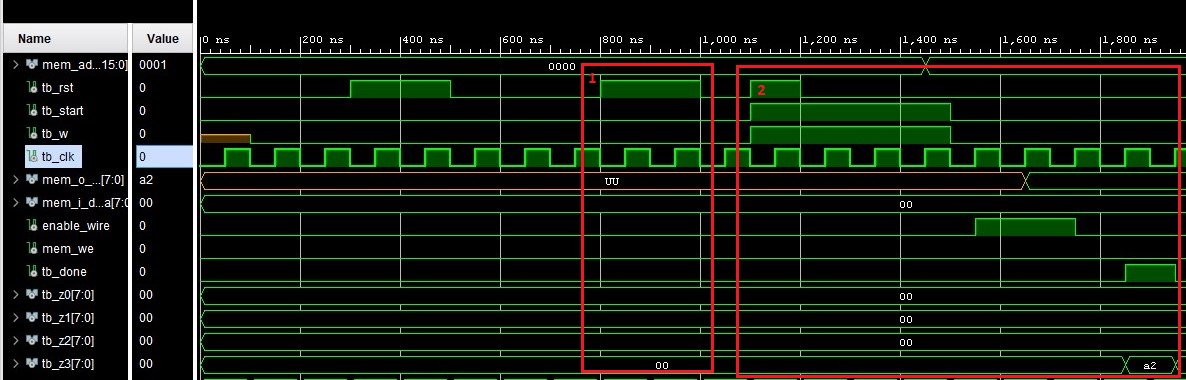 Name Value 0 ns 200 ns 400 ns 600 ns 800 ns 1,000 ns 1,200 ns 1,400 ns 1,600 ns 1,800 ns
mem_ad...15:0] 0001 0000
tb_rst 0 1 2
tb_start 0
tb_w 0
tb_clk 0
mem_o_...[7:0] a2 UU
mem_i_d...a[7:0 00 00
enable_wire 0
mem_we 0
tb_done 0
tb_z0[7:0] 00 00
tb_z1[7:0] 00 00
tb_z2[7:0] 00 00
tb_z3[7:0] 00 00 a2